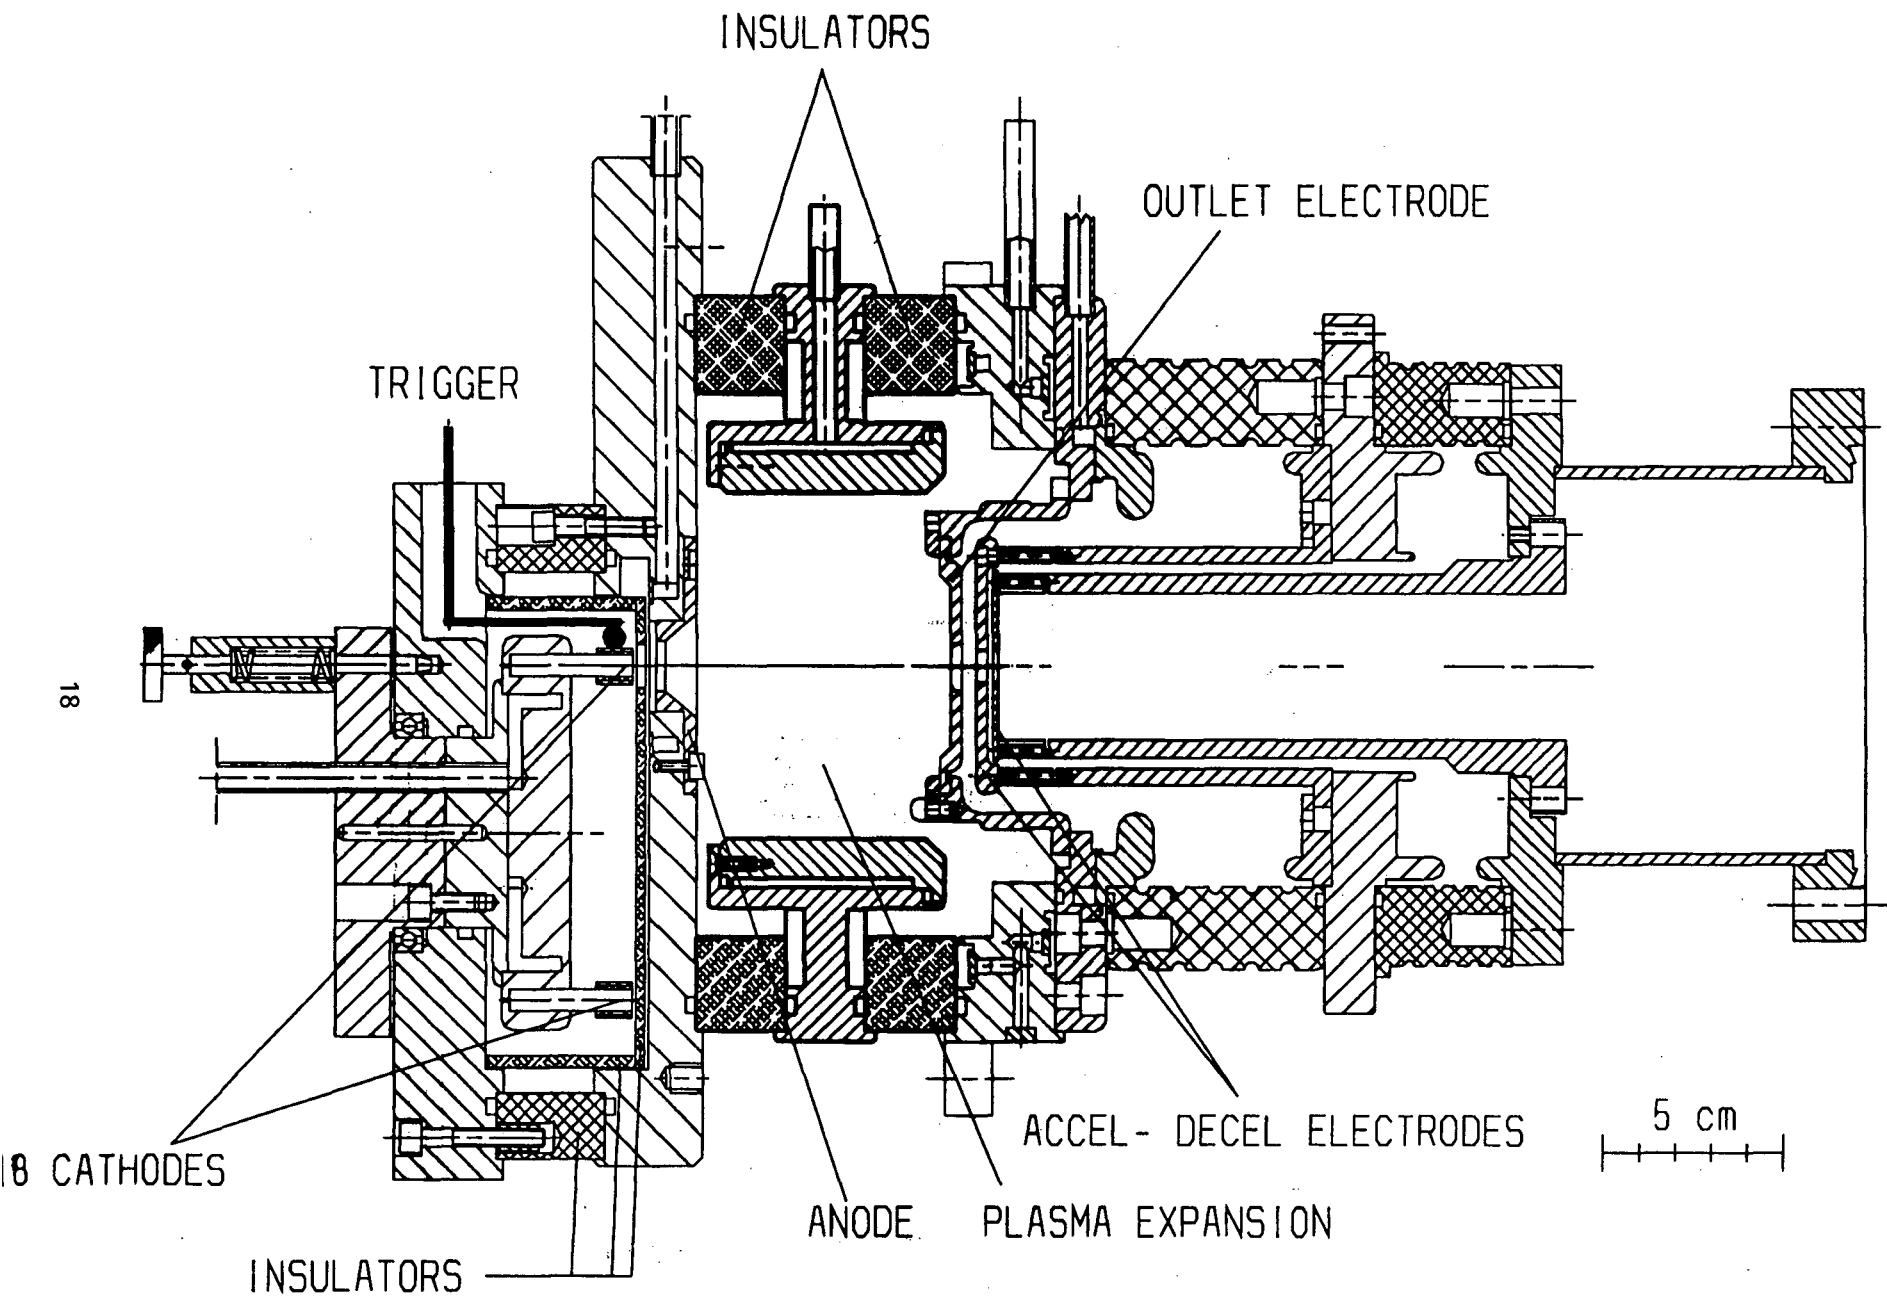 INSULATORS
OUTLET ELECTRODE
TRIGGER
18
5 cm
ACCEL- DECEL ELECTRODES
18 CATHODES
ANODE
PLASMA EXPANSION
INSULATORS